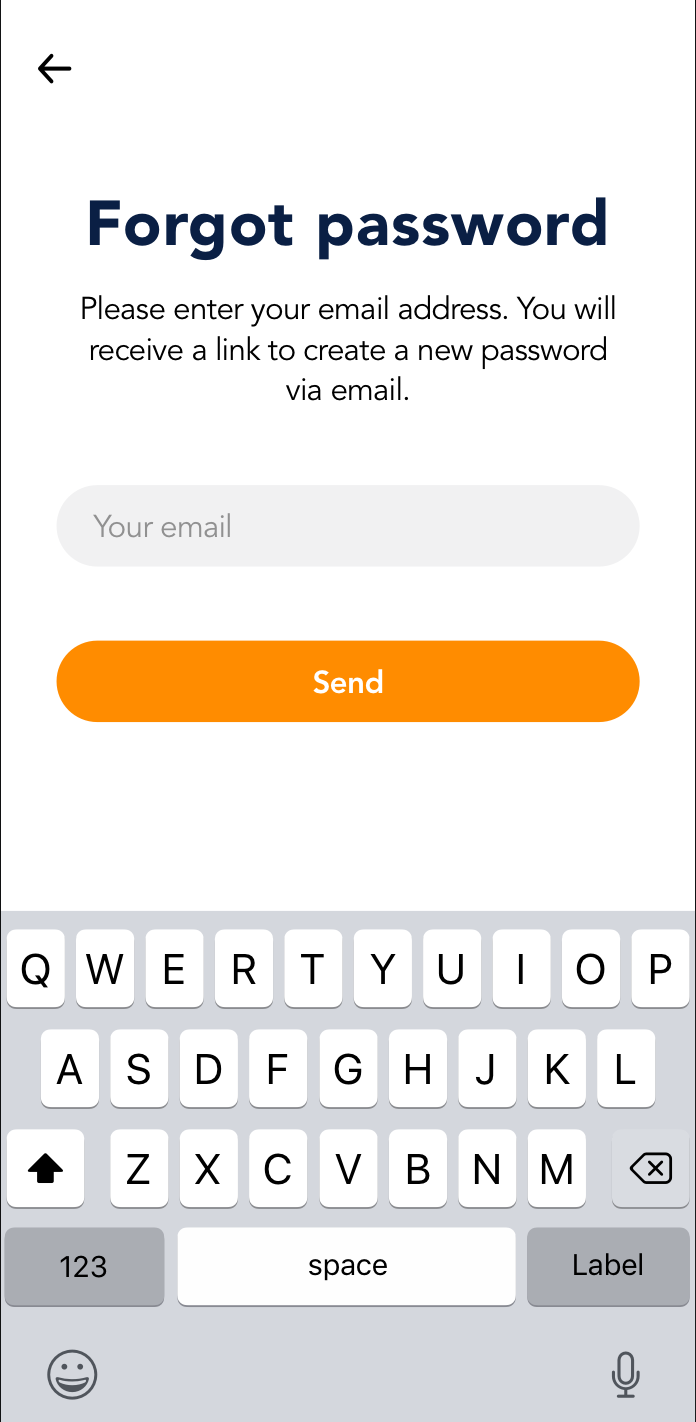 Forgot password
Please enter your email address. You will
receive a link to create a new password
via email.
Your email
Send
Q W E R T Y U I O P
A S D F G H J K L
Z X C V B N M
123 space Label